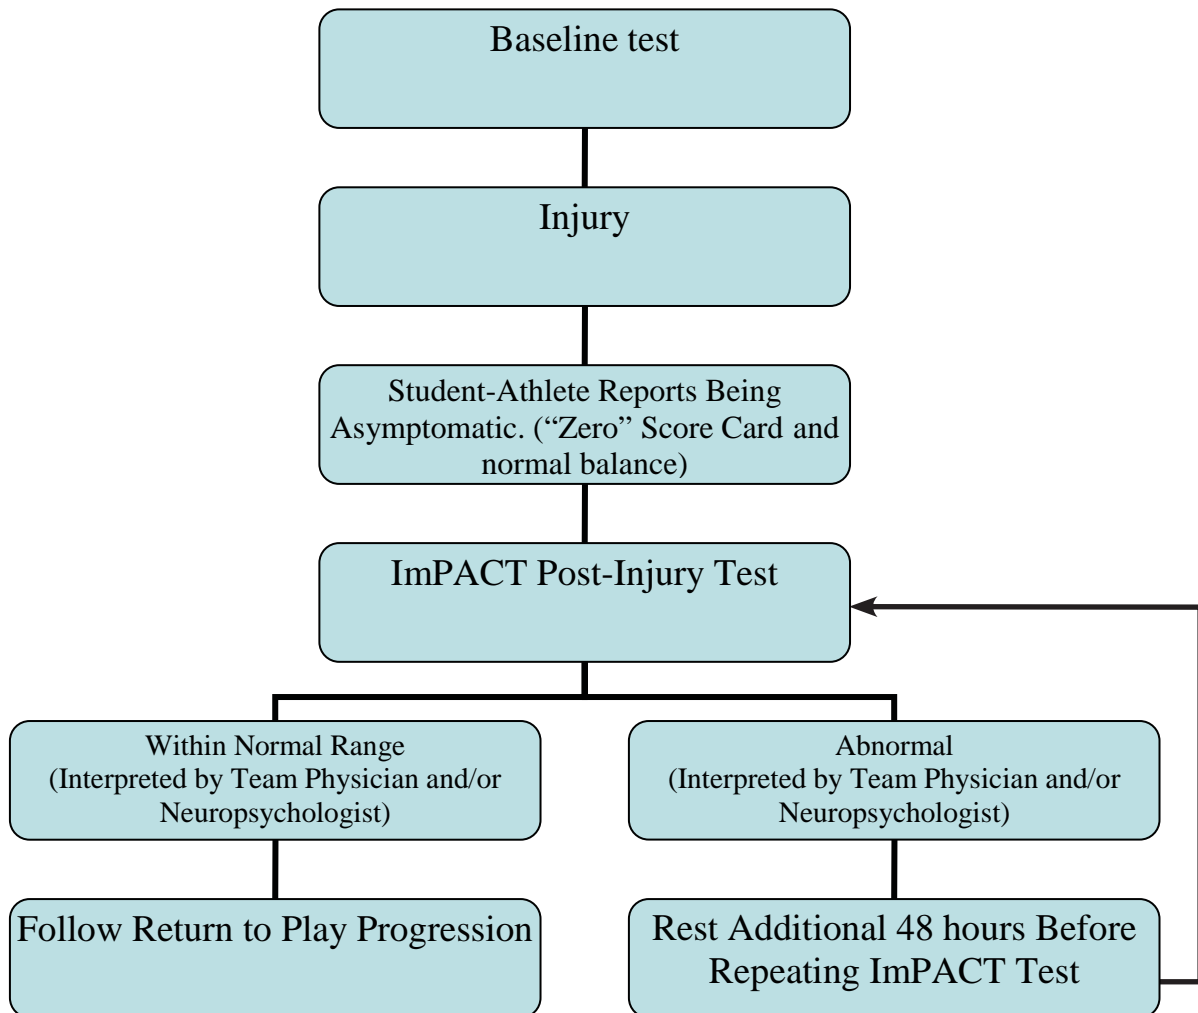 Baseline test
Injury
Student-Athlete Reports Being
Asymptomatic. (“Zero” Score Card and
normal balance)
ImPACT Post-Injury Test
Within Normal Range
(Interpreted by Team Physician and/or
Neuropsychologist)
Abnormal
(Interpreted by Team Physician and/or
Neuropsychologist)
Follow Return to Play Progression
Rest Additional 48 hours Before
Repeating ImPACT Test